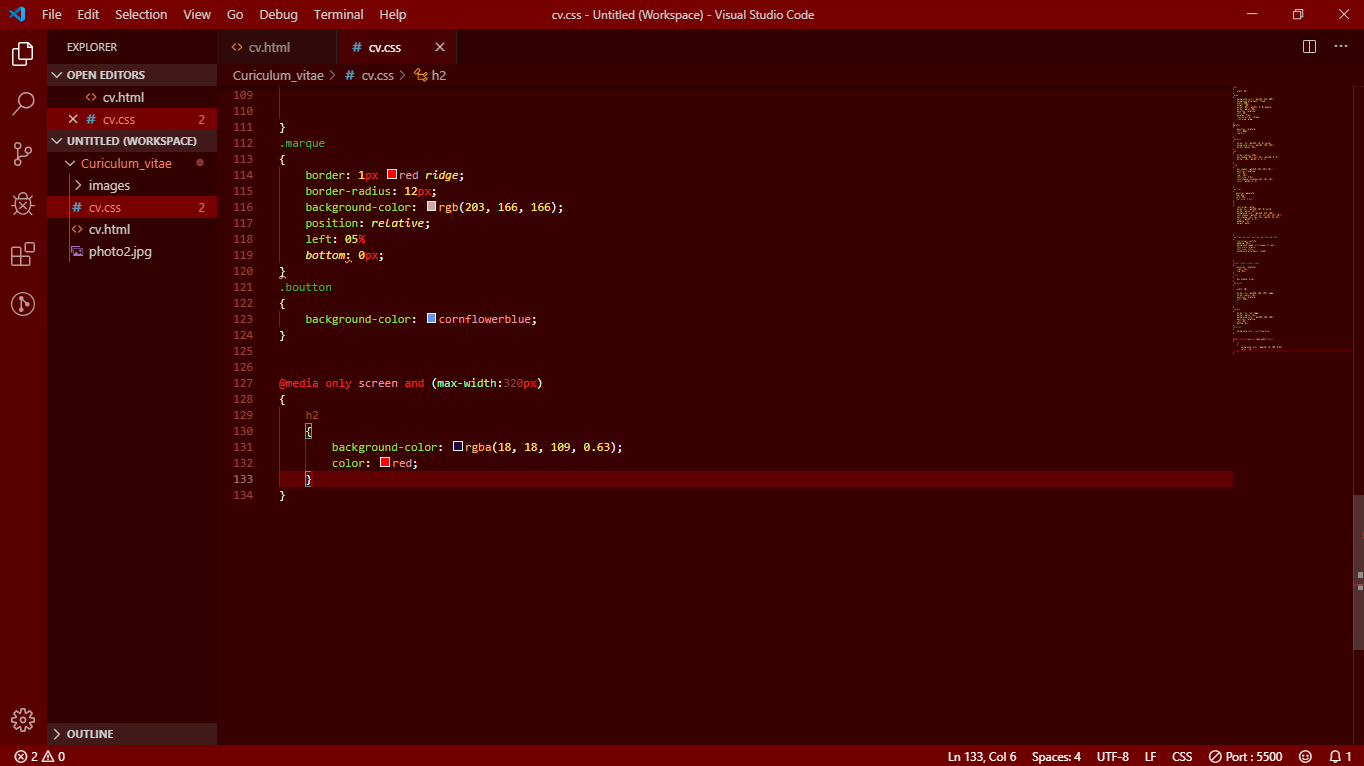 File Edit Selection View Go Debug Terminal Help cv.css - Untitled (Workspace) - Visual Studio Code
EXPLORER
OPEN EDITORS
<> cv.html
# cv.css 2
UNTITLED (WORKSPACE)
Curiculum_vitae
images
# cv.css 2
<> cv.html
photo2.jpg
OUTLINE
<> cv.html # cv.css
Curiculum_vitae > # cv.css > h2
109
110
111 }
112 .marque
113 {
114 border: 1px red ridge;
115 border-radius: 12px;
116 background-color: rgb(203, 166, 166);
117 position: relative;
118 left: 05%
119 bottom: 0px;
120 }
121 .boutton
122 {
123 background-color: cornflowerblue;
124 }
125
126
127 @media only screen and (max-width:320px)
128 {
129 h2
130 {
131 background-color: rgba(18, 18, 109, 0.63);
132 color: red;
133 }
134 }
2 0 Ln 133, Col 6 Spaces: 4 UTF-8 LF CSS Port : 5500 1